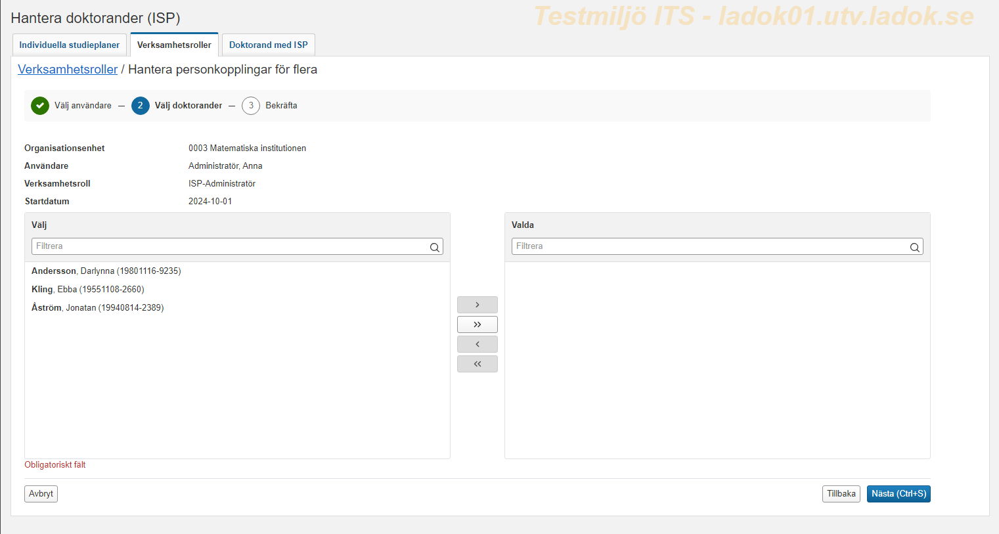 Testmiljö ITS - ladok01.utv.ladok.se
Hantera doktorander (ISP)
Individuella studieplaner
Verksamhetsroller
Doktorand med ISP
Verksamhetsroller / Hantera personkopplingar för flera
Välj användare — 2 Välj doktorander — 3 Bekräfta
Organisationsenhet 0003 Matematiska institutionen
Användare Administratör, Anna
Verksamhetsroll ISP-Administratör
Startdatum 2024-10-01
Välj
Filtrera
Andersson, Darlynna (19801116-9235)
Kling, Ebba (19551108-2660)
Åström, Jonatan (19940814-2389)
Valda
Filtrera
Obligatoriskt fält
Avbryt
Tillbaka
Nästa (Ctrl+S)